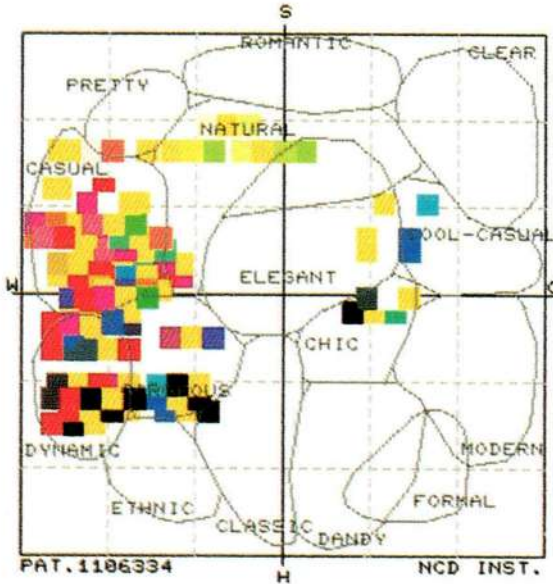 S
ROMANTIC
CLEAR
PRETTY
NATURAL
CASUAL
COOL-CASUAL
ELEGANT
W
C
CHIC
DYNAMIC
MODERN
ETHNIC
FORMAL
CLASSIC
DANDY
PAT.1106334
NCD INST.
H